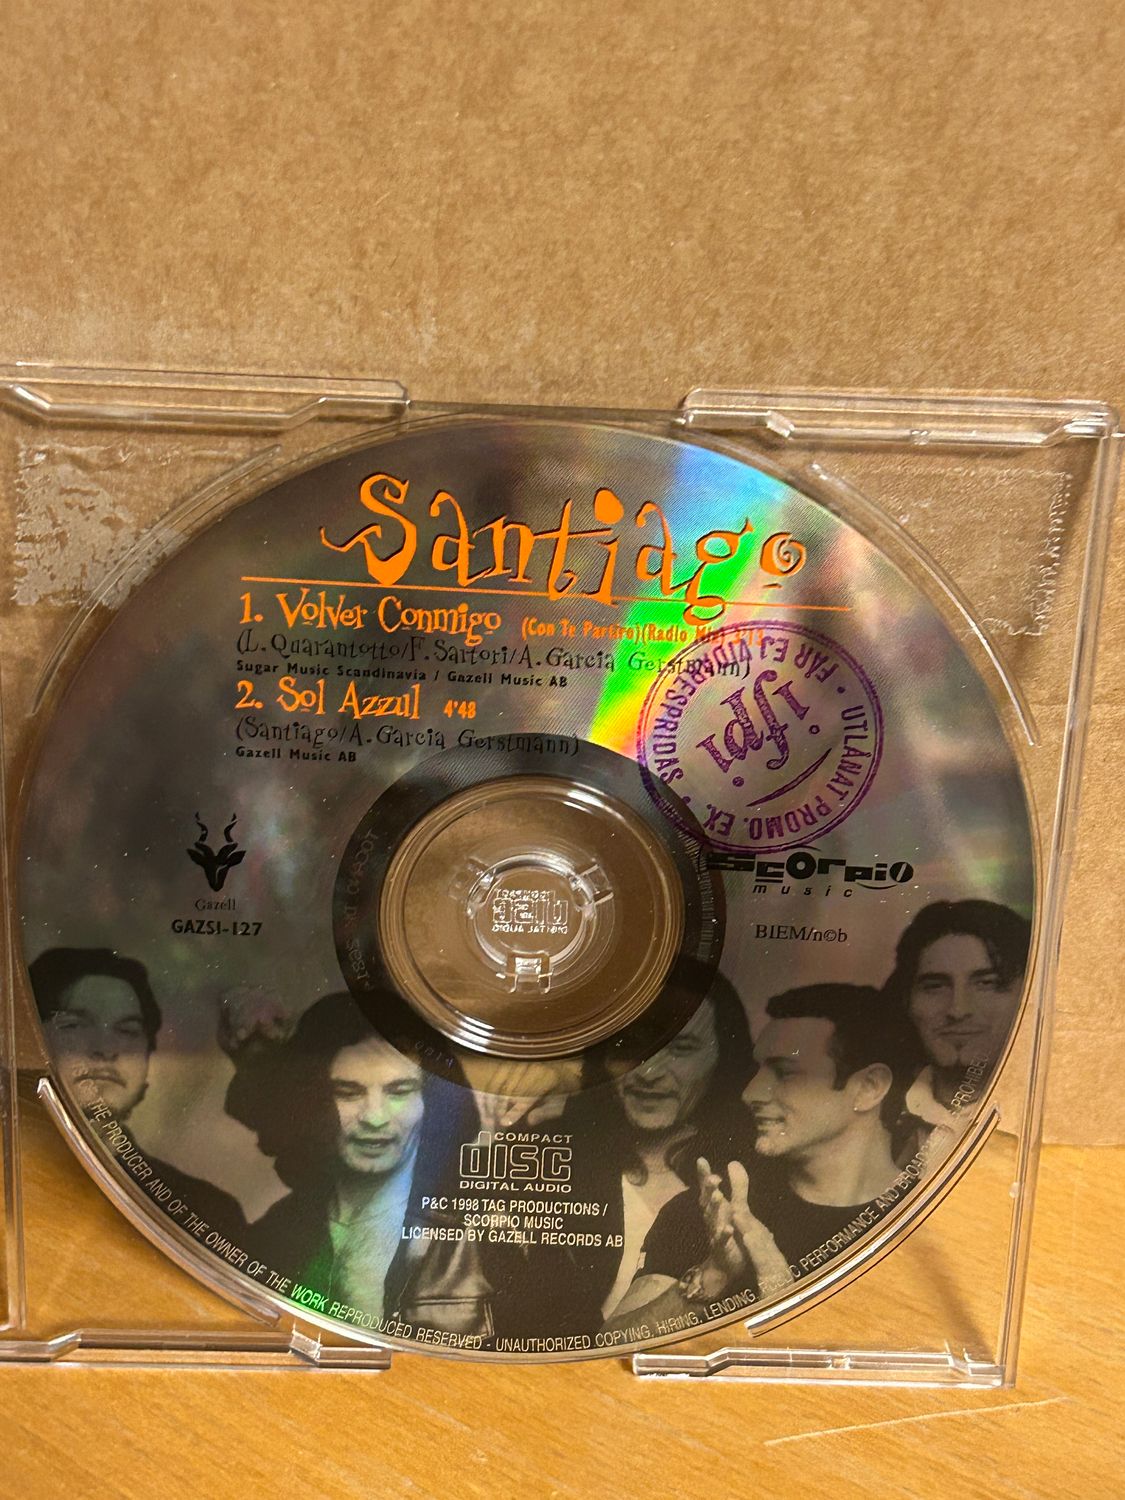 Santiago
1. Volver Conmigo (Con Te Partiro)(Radio Mix)
(L. Quarantotto/F. Sartori/A. Garcia Gerstmann)
Sugar Music Scandinavia / Gazell Music AB
2. Sol Azzul 4'48
(Santiago/A. Garcia Gerstmann)
Gazell Music AB
ifpi
UTLÅNAT PROMO. EX. • FÅR EJ VIDARESPRIDAS •
Gazell
GAZSI-127
Scorpio
music
BIEM/n©b
COMPACT
disc
DIGITAL AUDIO
P&C 1998 TAG PRODUCTIONS /
SCORPIO MUSIC
LICENSED BY GAZELL RECORDS AB
THE PRODUCER AND OF THE OWNER OF THE WORK REPRODUCED RESERVED - UNAUTHORIZED COPYING, HIRING, LENDING, PUBLIC PERFORMANCE AND